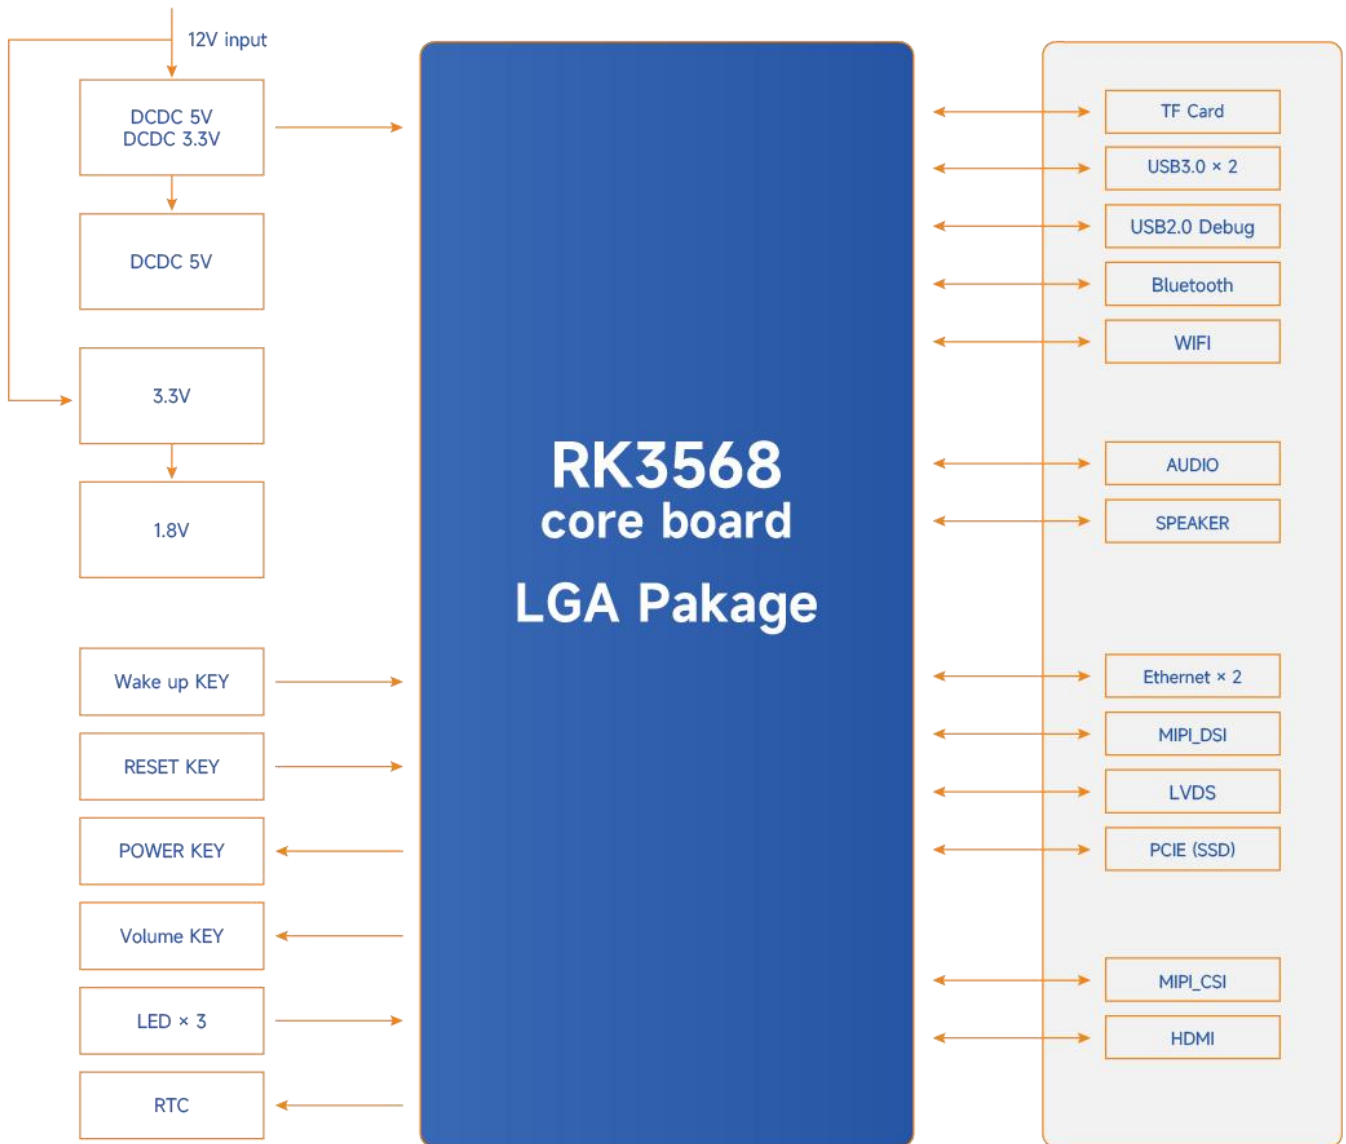 12V input
DCDC 5V
DCDC 3.3V
DCDC 5V
3.3V
1.8V
Wake up KEY
RESET KEY
POWER KEY
Volume KEY
LED × 3
RTC
RK3568
core board
LGA Pakage
TF Card
USB3.0 × 2
USB2.0 Debug
Bluetooth
WIFI
AUDIO
SPEAKER
Ethernet × 2
MIPI_DSI
LVDS
PCIE (SSD)
MIPI_CSI
HDMI